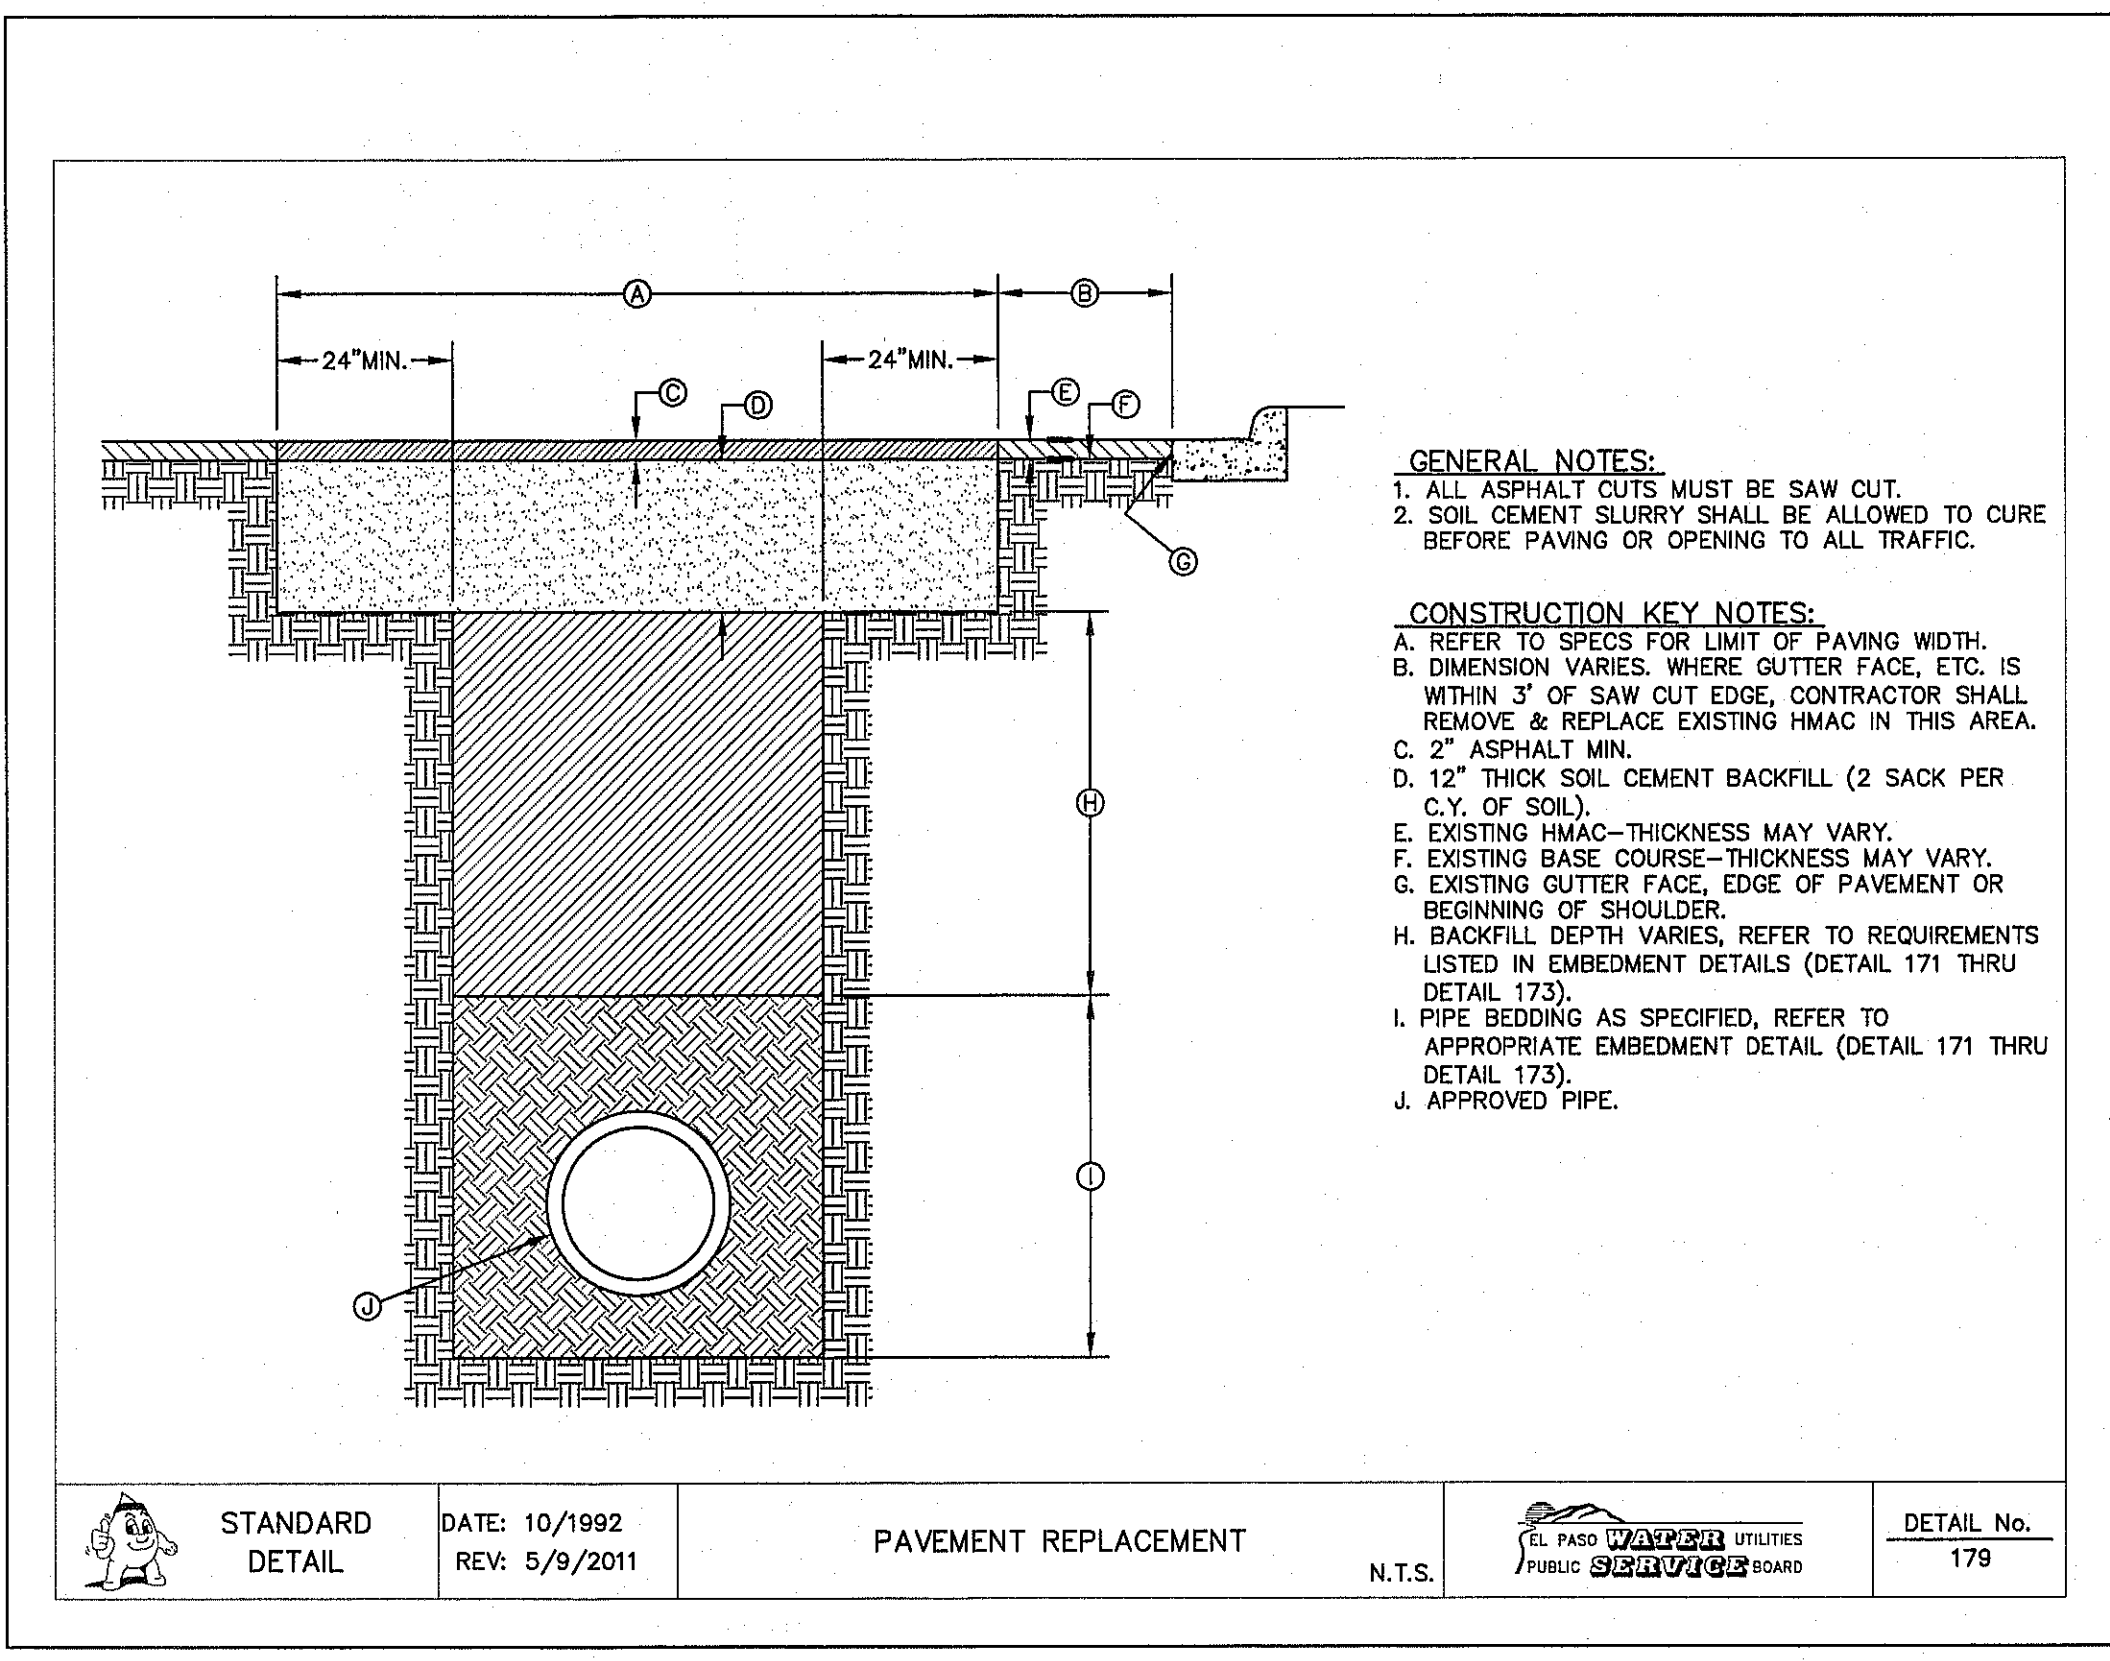 A
B
24"MIN.
24"MIN.
C
D
E
F
G
H
I
J
GENERAL NOTES:
1. ALL ASPHALT CUTS MUST BE SAW CUT.
2. SOIL CEMENT SLURRY SHALL BE ALLOWED TO CURE
BEFORE PAVING OR OPENING TO ALL TRAFFIC.
CONSTRUCTION KEY NOTES:
A. REFER TO SPECS FOR LIMIT OF PAVING WIDTH.
B. DIMENSION VARIES. WHERE GUTTER FACE, ETC. IS
WITHIN 3' OF SAW CUT EDGE, CONTRACTOR SHALL
REMOVE & REPLACE EXISTING HMAC IN THIS AREA.
C. 2" ASPHALT MIN.
D. 12" THICK SOIL CEMENT BACKFILL (2 SACK PER
C.Y. OF SOIL).
E. EXISTING HMAC-THICKNESS MAY VARY.
F. EXISTING BASE COURSE-THICKNESS MAY VARY.
G. EXISTING GUTTER FACE, EDGE OF PAVEMENT OR
BEGINNING OF SHOULDER.
H. BACKFILL DEPTH VARIES, REFER TO REQUIREMENTS
LISTED IN EMBEDMENT DETAILS (DETAIL 171 THRU
DETAIL 173).
I. PIPE BEDDING AS SPECIFIED, REFER TO
APPROPRIATE EMBEDMENT DETAIL (DETAIL 171 THRU
DETAIL 173).
J. APPROVED PIPE.
STANDARD
DETAIL
DATE: 10/1992
REV: 5/9/2011
PAVEMENT REPLACEMENT
N.T.S.
EL PASO WATER UTILITIES
PUBLIC SERVICE BOARD
DETAIL No.
179